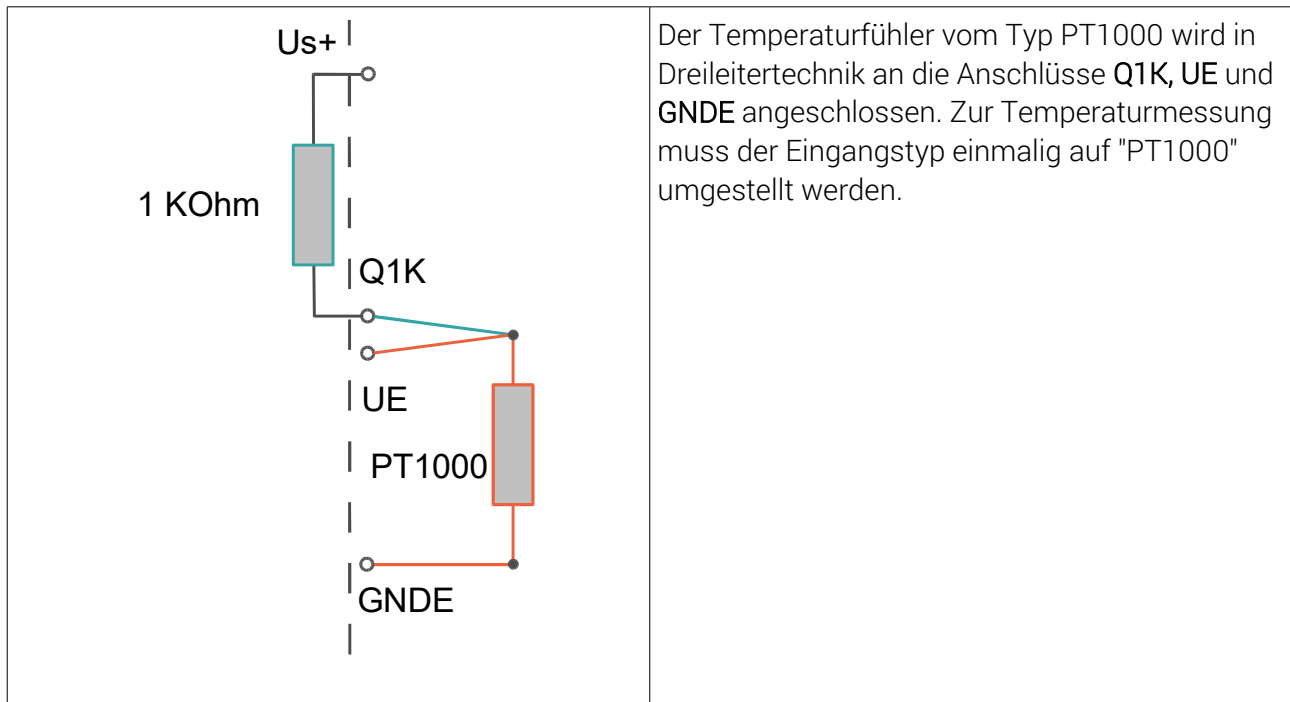 Us+
1 KOhm
Q1K
UE
PT1000
GNDE
Der Temperaturfühler vom Typ PT1000 wird in
Dreileitertechnik an die Anschlüsse Q1K, UE und
GNDE angeschlossen. Zur Temperaturmessung
muss der Eingangstyp einmalig auf "PT1000"
umgestellt werden.